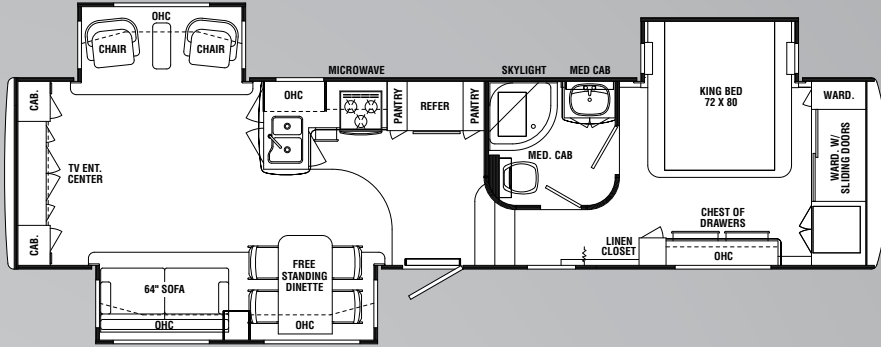 OHC
CHAIR
CHAIR
MICROWAVE
SKYLIGHT
MED CAB
CAB.
OHC
PANTRY
REFER
PANTRY
KING BED
72 X 80
WARD.
TV ENT.
CENTER
MED. CAB
WARD. W/
SLIDING DOORS
CAB.
FREE
STANDING
DINETTE
LINEN
CLOSET
CHEST OF
DRAWERS
OHC
64" SOFA
OHC
OHC